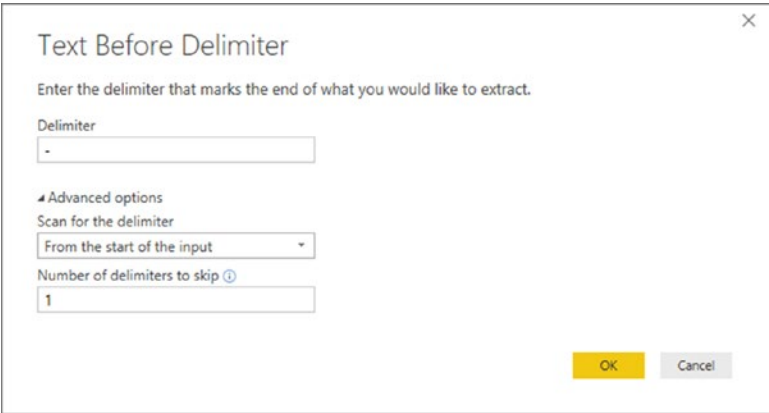 Text Before Delimiter
Enter the delimiter that marks the end of what you would like to extract.
Delimiter
-
Advanced options
Scan for the delimiter
From the start of the input
Number of delimiters to skip
1
OK
Cancel